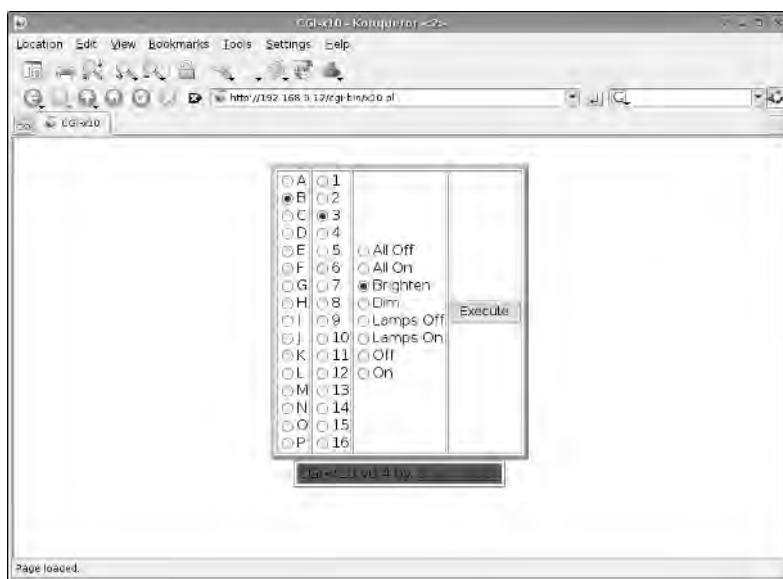 CGI-x10 - Konqueror <2>
Location Edit View Bookmarks Tools Settings Help
http://192.168.0.12/cgi-bin/x10.pl
CGI-x10
A 1
B 2
C 3
D 4
E 5 All Off
F 6 All On
G 7 Brighten
H 8 Dim
I 9 Lamps Off
J 10 Lamps On
K 11 Off
L 12 On
M 13
N 14
O 15
P 16
Execute
CGI-x10 v0.4 by
Page loaded.